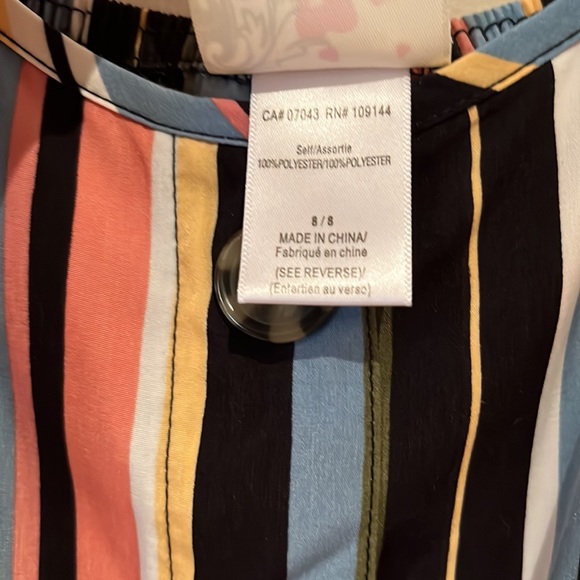 CA# 07043 RN# 109144
Self/Assortie
100%POLYESTER/100%POLYESTER
8 / 8
MADE IN CHINA/
Fabriqué en chine
(SEE REVERSE)/
(Entertien au verso)